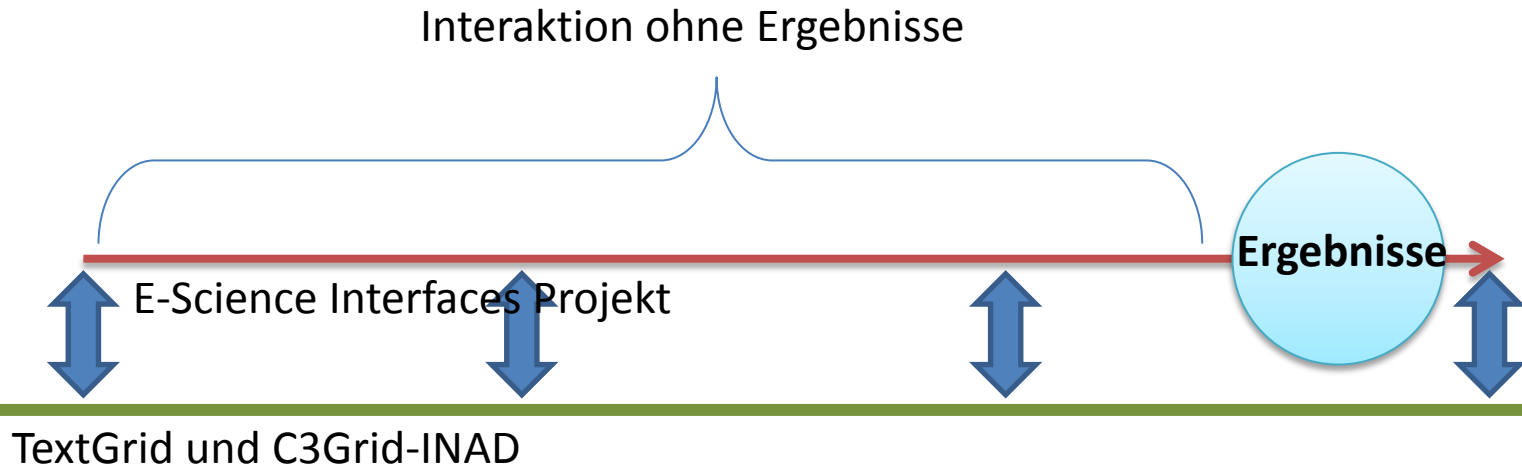 Interaktion ohne Ergebnisse
Ergebnisse
E-Science Interfaces Projekt
TextGrid und C3Grid-INAD